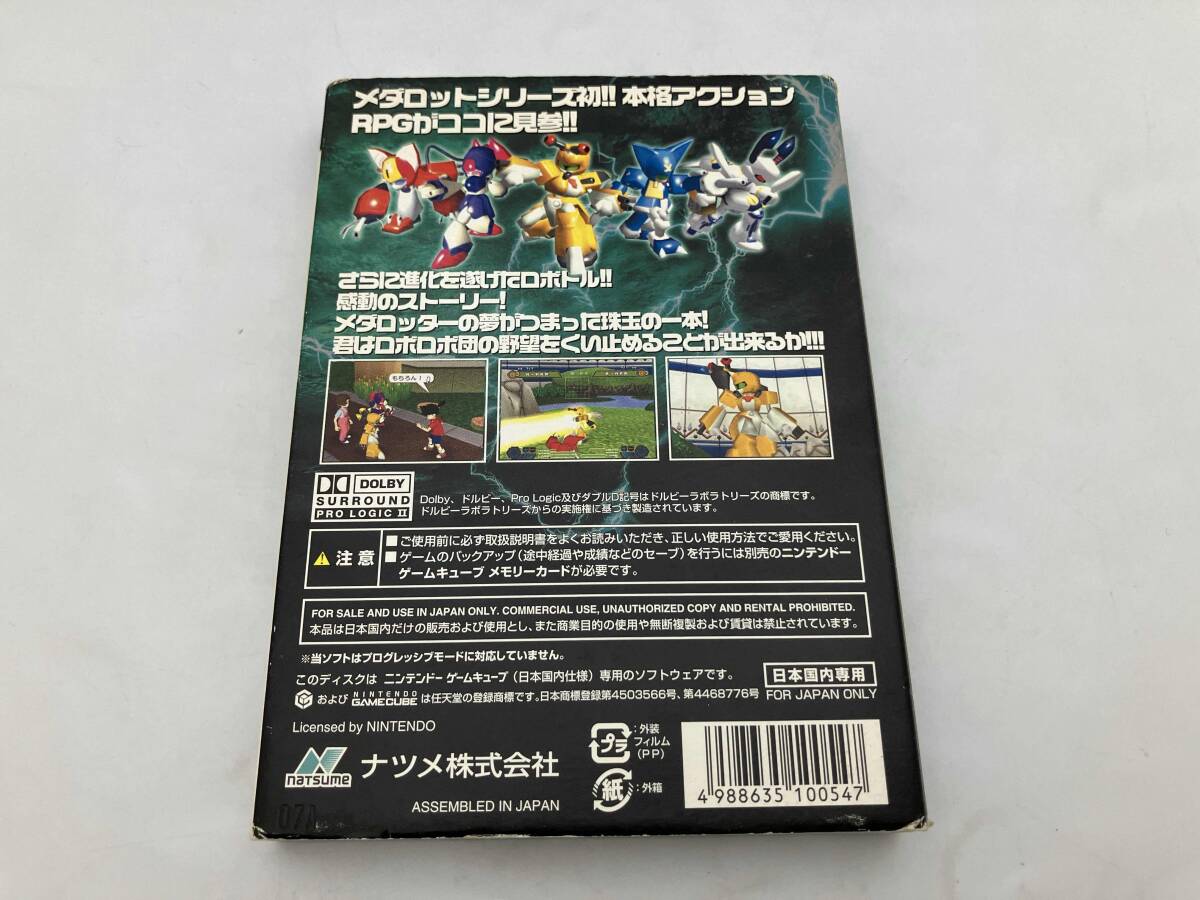 メダロットシリーズ初!! 本格アクション
RPGがココに見参!!
さらに進化を遂げたロボトル!!
感動のストーリー!
メダロッターの夢がつまった珠玉の一本!
君はロボロボ団の野望をくい止めることが出来るか!!!
もちろん!
DOLBY
SURROUND
PRO LOGIC II
Dolby、ドルビー、Pro Logic及びダブルD記号はドルビーラボラトリーズの商標です。
ドルビーラボラトリーズからの実施権に基づき製造されています。
注意
■ご使用前に必ず取扱説明書をよくお読みいただき、正しい使用方法でご愛用ください。
■ゲームのバックアップ(途中経過や成績などのセーブ)を行うには別売のニンテンドー
ゲームキューブ メモリーカードが必要です。
FOR SALE AND USE IN JAPAN ONLY. COMMERCIAL USE, UNAUTHORIZED COPY AND RENTAL PROHIBITED.
本品は日本国内だけの販売および使用とし、また商業目的の使用や無断複製および賃貸は禁止されています。
※当ソフトはプログレッシブモードに対応していません。
このディスクは ニンテンドー ゲームキューブ(日本国内仕様)専用のソフトウェアです。
および NINTENDO GAMECUBE は任天堂の登録商標です。日本商標登録第4503566号、第4468776号
日本国内専用
FOR JAPAN ONLY
Licensed by NINTENDO
natsume
ナツメ株式会社
ASSEMBLED IN JAPAN
プラ
:外装
フィルム
(PP)
紙
:外箱
4 988635 100547
07A